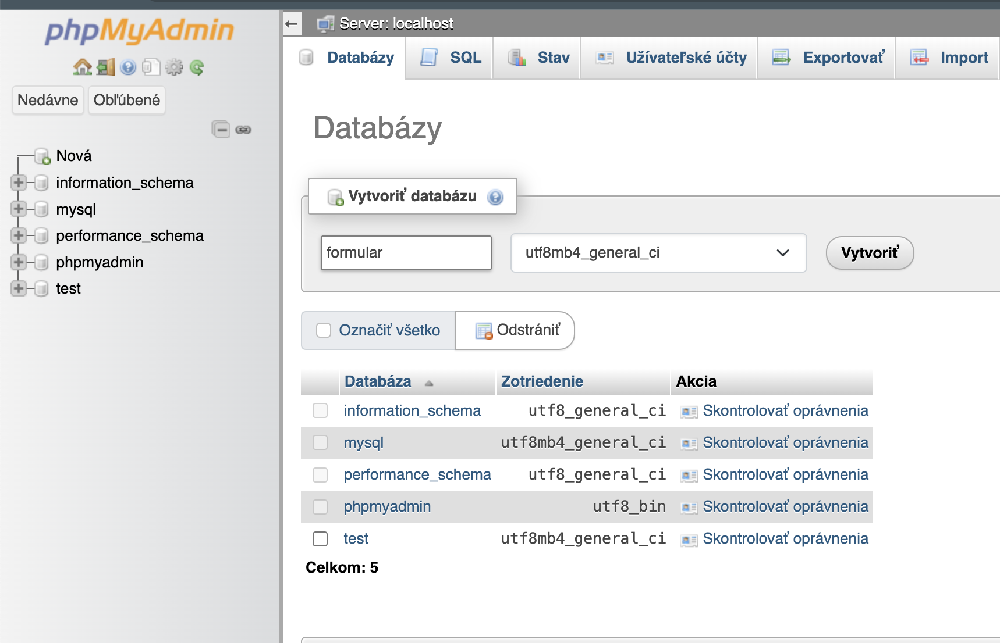 phpMyAdmin
Nedávne Obľúbené
Nová
information_schema
mysql
performance_schema
phpmyadmin
test
Server: localhost
Databázy SQL Stav Užívateľské účty Exportovať Import
Databázy
Vytvoriť databázu
formular utf8mb4_general_ci Vytvoriť
Označiť všetko Odstrániť
Databáza Zotriedenie Akcia
information_schema utf8_general_ci Skontrolovať oprávnenia
mysql utf8mb4_general_ci Skontrolovať oprávnenia
performance_schema utf8_general_ci Skontrolovať oprávnenia
phpmyadmin utf8_bin Skontrolovať oprávnenia
test utf8mb4_general_ci Skontrolovať oprávnenia
Celkom: 5